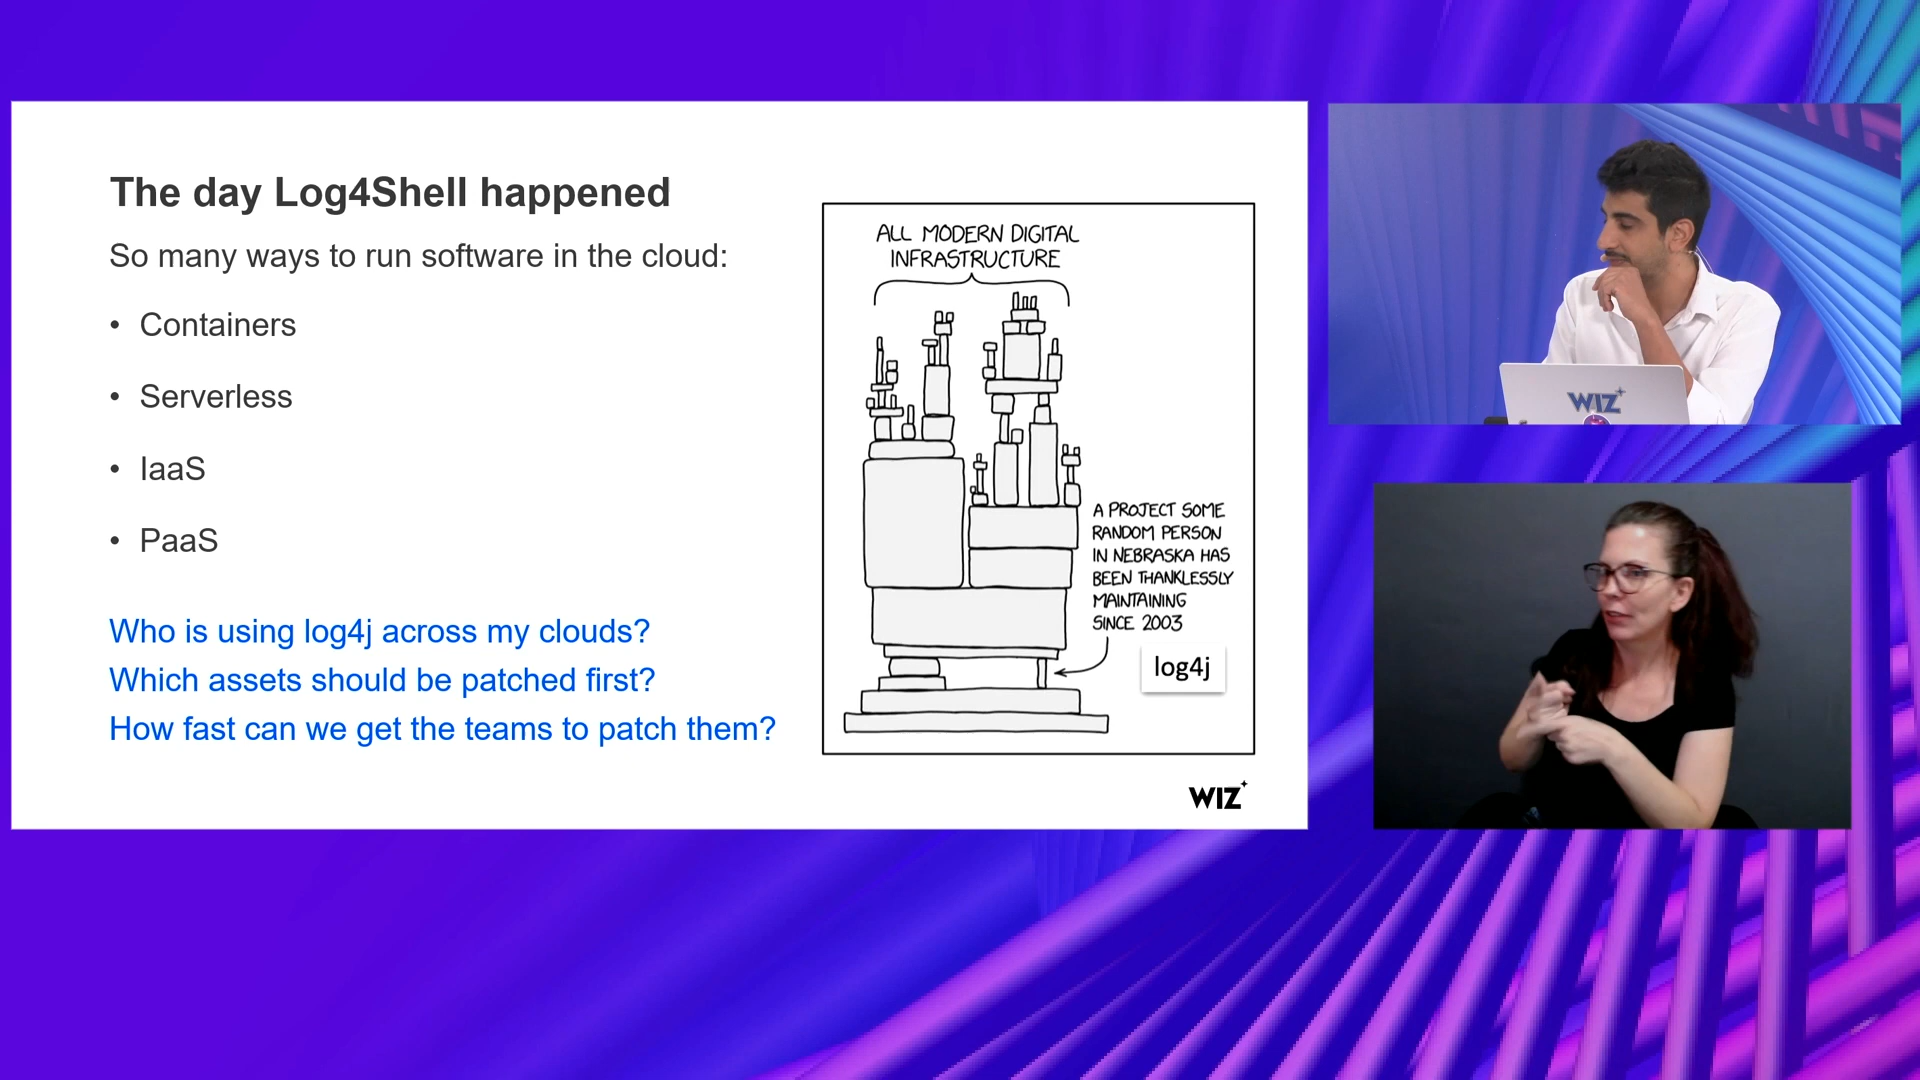 The day Log4Shell happened
So many ways to run software in the cloud:
• Containers
• Serverless
• IaaS
• PaaS
Who is using log4j across my clouds?
Which assets should be patched first?
How fast can we get the teams to patch them?
ALL MODERN DIGITAL
INFRASTRUCTURE
A PROJECT SOME
RANDOM PERSON
IN NEBRASKA HAS
BEEN THANKLESSLY
MAINTAINING
SINCE 2003
log4j
WIZ
WIZ